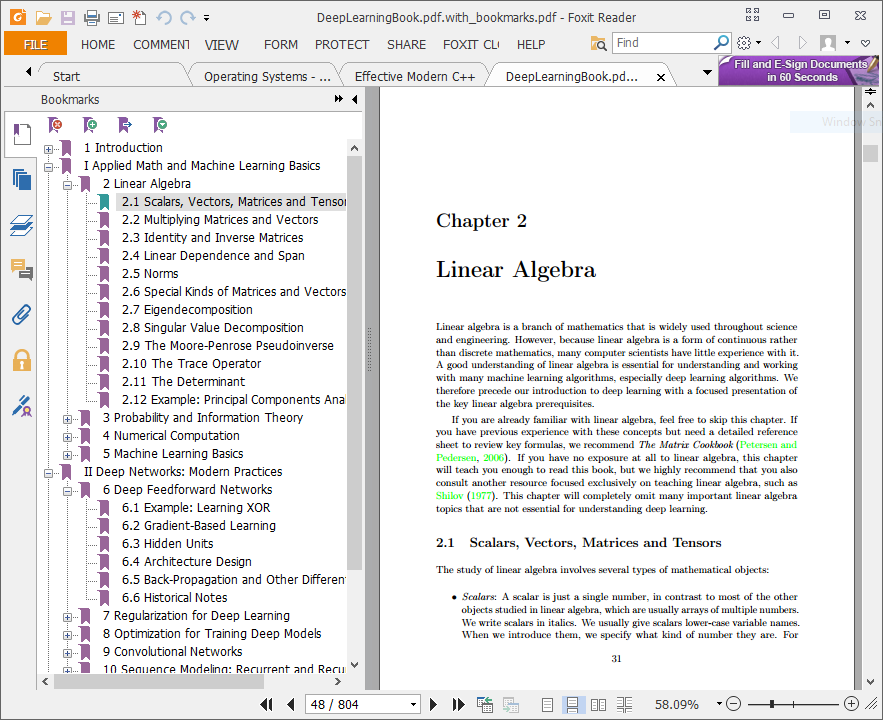 DeepLearningBook.pdf.with_bookmarks.pdf - Foxit Reader
FILE HOME COMMENT VIEW FORM PROTECT SHARE FOXIT CL HELP
Find
Start
Operating Systems - ...
Effective Modern C++
DeepLearningBook.pd...
Fill and E-Sign Documents
in 60 Seconds
Bookmarks
1 Introduction
I Applied Math and Machine Learning Basics
2 Linear Algebra
2.1 Scalars, Vectors, Matrices and Tensor
2.2 Multiplying Matrices and Vectors
2.3 Identity and Inverse Matrices
2.4 Linear Dependence and Span
2.5 Norms
2.6 Special Kinds of Matrices and Vectors
2.7 Eigendecomposition
2.8 Singular Value Decomposition
2.9 The Moore-Penrose Pseudoinverse
2.10 The Trace Operator
2.11 The Determinant
2.12 Example: Principal Components Ana
3 Probability and Information Theory
4 Numerical Computation
5 Machine Learning Basics
II Deep Networks: Modern Practices
6 Deep Feedforward Networks
6.1 Example: Learning XOR
6.2 Gradient-Based Learning
6.3 Hidden Units
6.4 Architecture Design
6.5 Back-Propagation and Other Differen
6.6 Historical Notes
7 Regularization for Deep Learning
8 Optimization for Training Deep Models
9 Convolutional Networks
10 Sequence Modeling: Recurrent and Recu
Window Sn
Chapter 2
Linear Algebra
Linear algebra is a branch of mathematics that is widely used throughout science
and engineering. However, because linear algebra is a form of continuous rather
than discrete mathematics, many computer scientists have little experience with it.
A good understanding of linear algebra is essential for understanding and working
with many machine learning algorithms, especially deep learning algorithms. We
therefore precede our introduction to deep learning with a focused presentation of
the key linear algebra prerequisites.
If you are already familiar with linear algebra, feel free to skip this chapter. If
you have previous experience with these concepts but need a detailed reference
sheet to review key formulas, we recommend The Matrix Cookbook (Petersen and
Pedersen, 2006). If you have no exposure at all to linear algebra, this chapter
will teach you enough to read this book, but we highly recommend that you also
consult another resource focused exclusively on teaching linear algebra, such as
Shilov (1977). This chapter will completely omit many important linear algebra
topics that are not essential for understanding deep learning.
2.1 Scalars, Vectors, Matrices and Tensors
The study of linear algebra involves several types of mathematical objects:
• Scalars: A scalar is just a single number, in contrast to most of the other
objects studied in linear algebra, which are usually arrays of multiple numbers.
We write scalars in italics. We usually give scalars lower-case variable names.
When we introduce them, we specify what kind of number they are. For
31
48 / 804
58.09%